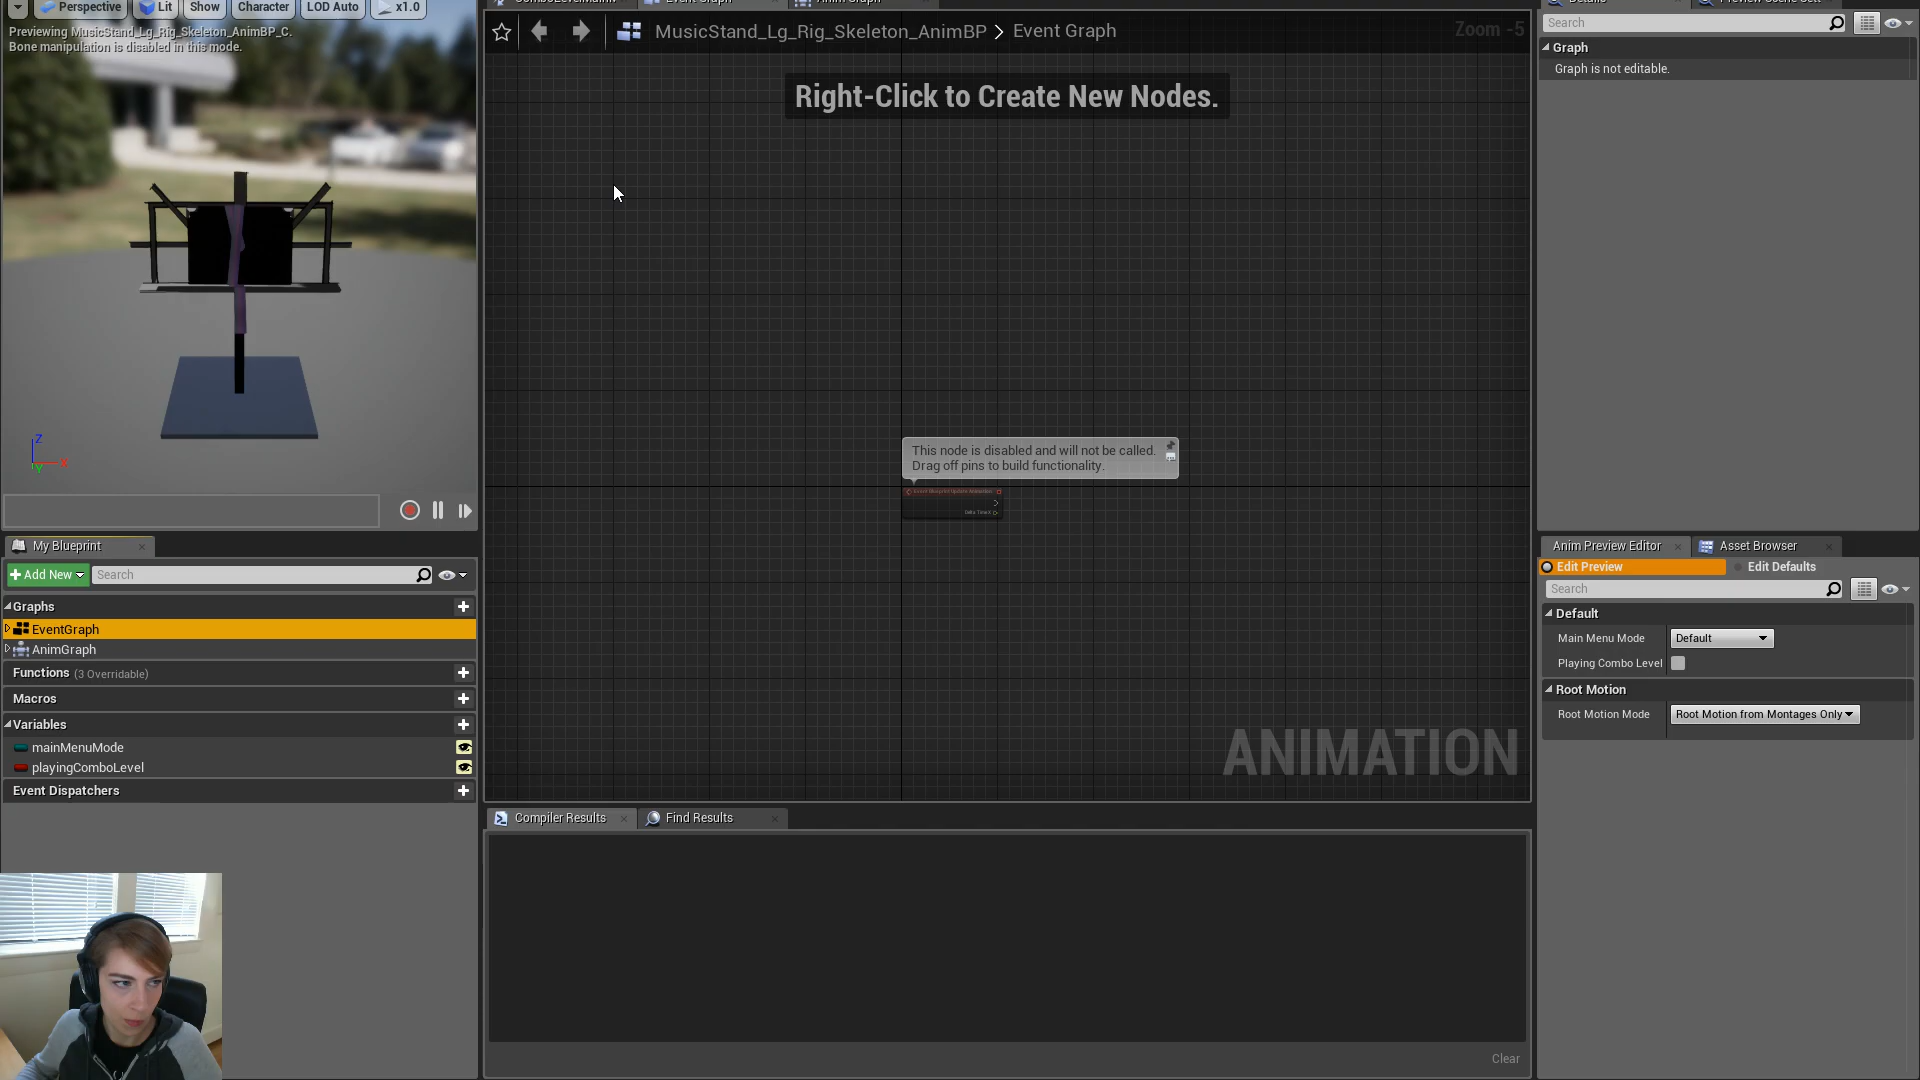 Perspective
Lit
Show
Character
LOD Auto
x1.0
Previewing MusicStand_Lg_Rig_Skeleton_AnimBP_C.
Bone manipulation is disabled in this mode.
Z
X
Y
My Blueprint
Add New
Search
Graphs
EventGraph
AnimGraph
Functions (3 Overridable)
Macros
Variables
mainMenuMode
playingComboLevel
Event Dispatchers
MusicStand_Lg_Rig_Skeleton_AnimBP > Event Graph
Zoom -5
Right-Click to Create New Nodes.
This node is disabled and will not be called.
Drag off pins to build functionality.
Event Blueprint Update Animation
Delta Time X
ANIMATION
Compiler Results
Find Results
Clear
Search
Graph
Graph is not editable.
Anim Preview Editor
Asset Browser
Edit Preview
Edit Defaults
Search
Default
Main Menu Mode
Default
Playing Combo Level
Root Motion
Root Motion Mode
Root Motion from Montages Only